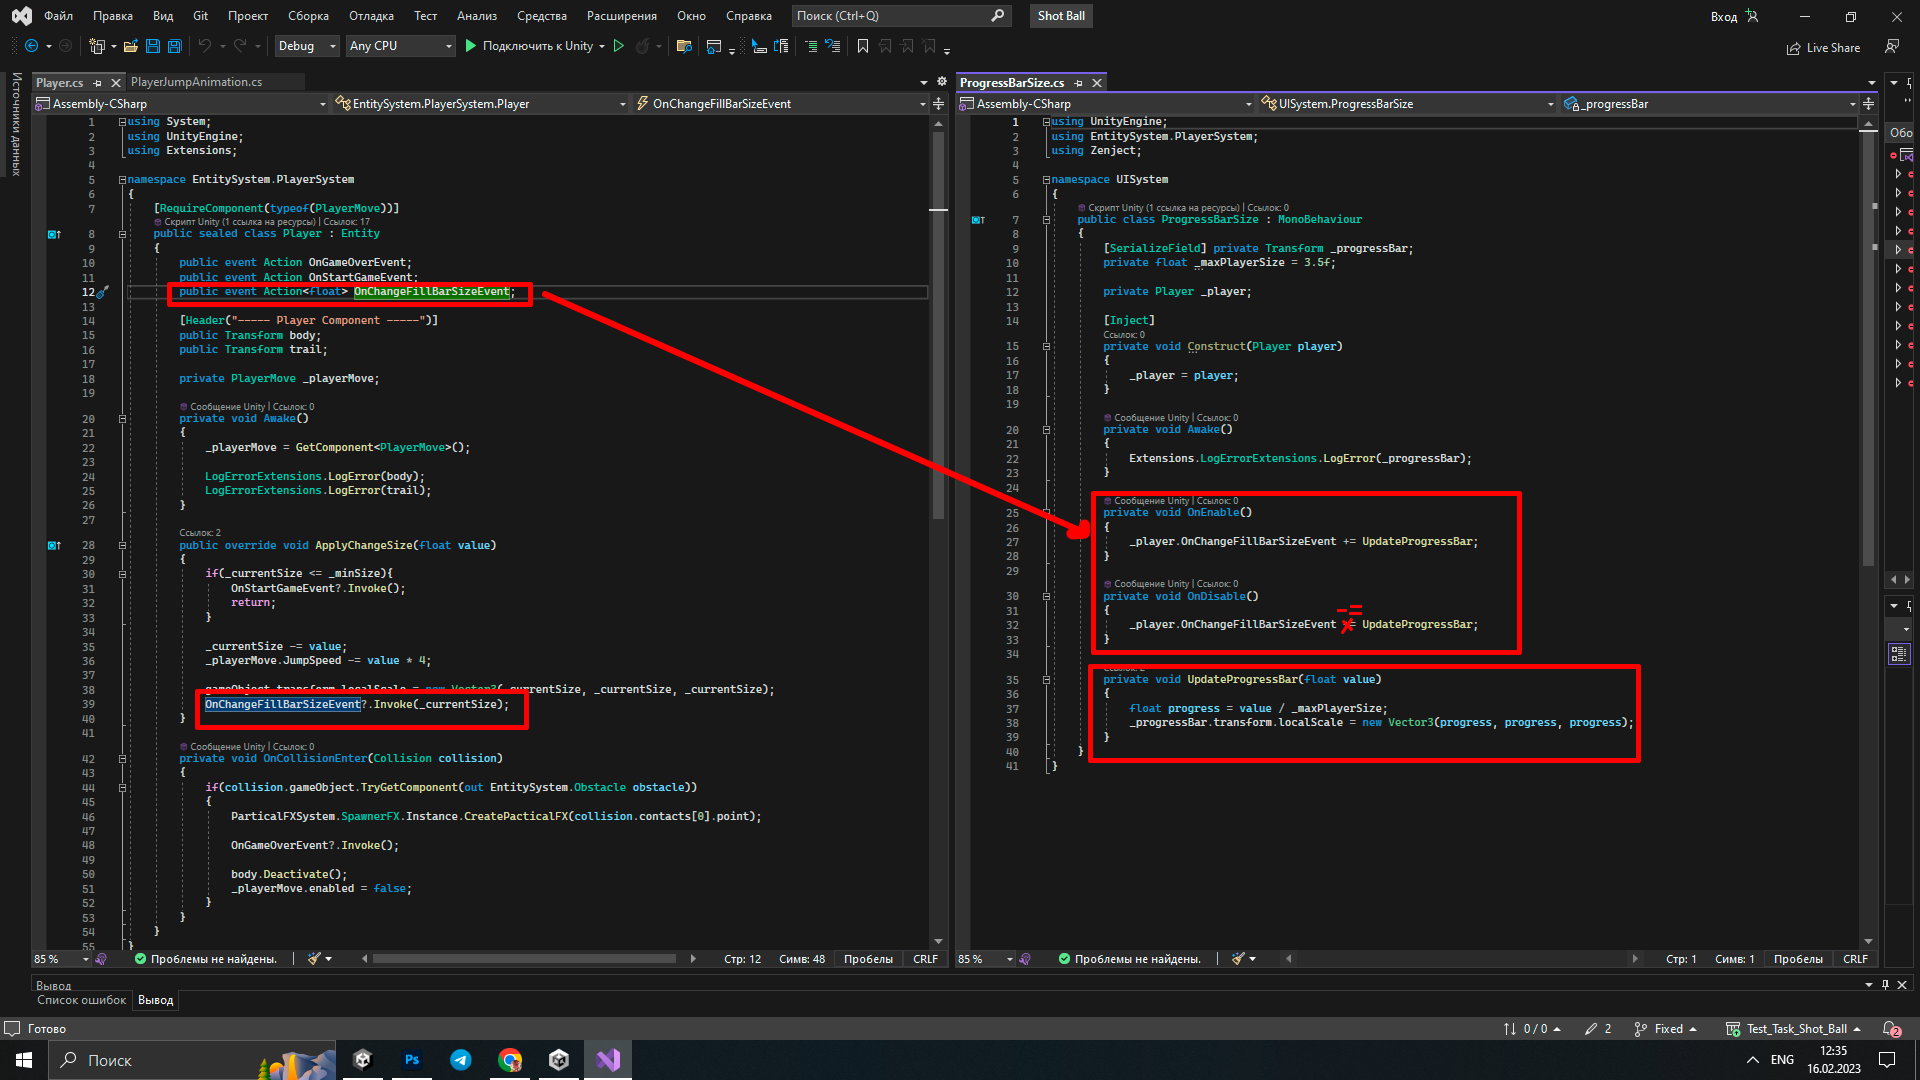 Файл Правка Вид Git Проект Сборка Отладка Тест Анализ Средства Расширения Окно Справка Поиск (Ctrl+Q) Shot Ball Вход
Debug Any CPU Подключить к Unity Live Share
Источники данных
Player.cs PlayerJumpAnimation.cs
Assembly-CSharp EntitySystem.PlayerSystem.Player OnChangeFillBarSizeEvent
1 using System;
2 using UnityEngine;
3 using Extensions;
4
5 namespace EntitySystem.PlayerSystem
6 {
7 [RequireComponent(typeof(PlayerMove))]
Скрипт Unity (1 ссылка на ресурсы) | Ссылок: 17
8 public sealed class Player : Entity
9 {
10 public event Action OnGameOverEvent;
11 public event Action OnStartGameEvent;
12 public event Action<float> OnChangeFillBarSizeEvent;
13
14 [Header("----- Player Component -----")]
15 public Transform body;
16 public Transform trail;
17
18 private PlayerMove _playerMove;
19
Сообщение Unity | Ссылок: 0
20 private void Awake()
21 {
22 _playerMove = GetComponent<PlayerMove>();
23
24 LogErrorExtensions.LogError(body);
25 LogErrorExtensions.LogError(trail);
26 }
27
Ссылок: 2
28 public override void ApplyChangeSize(float value)
29 {
30 if(_currentSize <= _minSize){
31 OnStartGameEvent?.Invoke();
32 return;
33 }
34
35 _currentSize -= value;
36 _playerMove.JumpSpeed -= value * 4;
37
38 gameObject.transform.localScale = new Vector3(_currentSize, _currentSize, _currentSize);
39 OnChangeFillBarSizeEvent?.Invoke(_currentSize);
40 }
41
Сообщение Unity | Ссылок: 0
42 private void OnCollisionEnter(Collision collision)
43 {
44 if(collision.gameObject.TryGetComponent(out EntitySystem.Obstacle obstacle))
45 {
46 ParticalFXSystem.SpawnerFX.Instance.CreatePacticalFX(collision.contacts[0].point);
47
48 OnGameOverEvent?.Invoke();
49
50 body.Deactivate();
51 _playerMove.enabled = false;
52 }
53 }
54 }
55 }
85 % Проблемы не найдены. Стр: 12 Симв: 48 Пробелы CRLF
ProgressBarSize.cs
Assembly-CSharp UISystem.ProgressBarSize _progressBar
1 using UnityEngine;
2 using EntitySystem.PlayerSystem;
3 using Zenject;
4
5 namespace UISystem
6 {
Скрипт Unity (1 ссылка на ресурсы) | Ссылок: 0
7 public class ProgressBarSize : MonoBehaviour
8 {
9 [SerializeField] private Transform _progressBar;
10 private float _maxPlayerSize = 3.5f;
11
12 private Player _player;
13
14 [Inject]
Ссылок: 0
15 private void Construct(Player player)
16 {
17 _player = player;
18 }
19
Сообщение Unity | Ссылок: 0
20 private void Awake()
21 {
22 Extensions.LogErrorExtensions.LogError(_progressBar);
23 }
24
Сообщение Unity | Ссылок: 0
25 private void OnEnable()
26 {
27 _player.OnChangeFillBarSizeEvent += UpdateProgressBar;
28 }
29
Сообщение Unity | Ссылок: 0
30 private void OnDisable()
31 {
-=
32 _player.OnChangeFillBarSizeEvent UpdateProgressBar;
33 }
34
35 private void UpdateProgressBar(float value)
36 {
37 float progress = value / _maxPlayerSize;
38 _progressBar.transform.localScale = new Vector3(progress, progress, progress);
39 }
40 }
41 }
85 % Проблемы не найдены. Стр: 1 Симв: 1 Пробелы CRLF
Обо
Вывод
Список ошибок Вывод
Готово 0 / 0 2 Fixed Test_Task_Shot_Ball 2
Поиск Ps ENG 12:35
16.02.2023